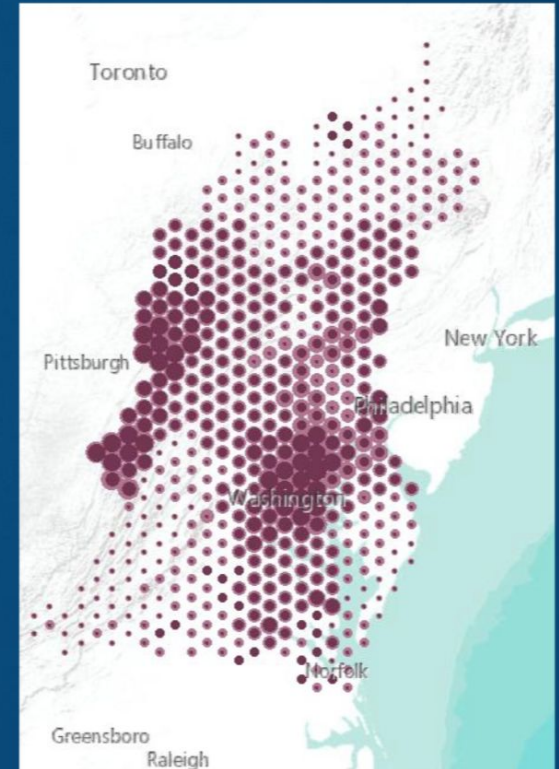 Toronto
Buffalo
New York
Pittsburgh
Philadelphia
Washington
Norfolk
Greensboro
Raleigh